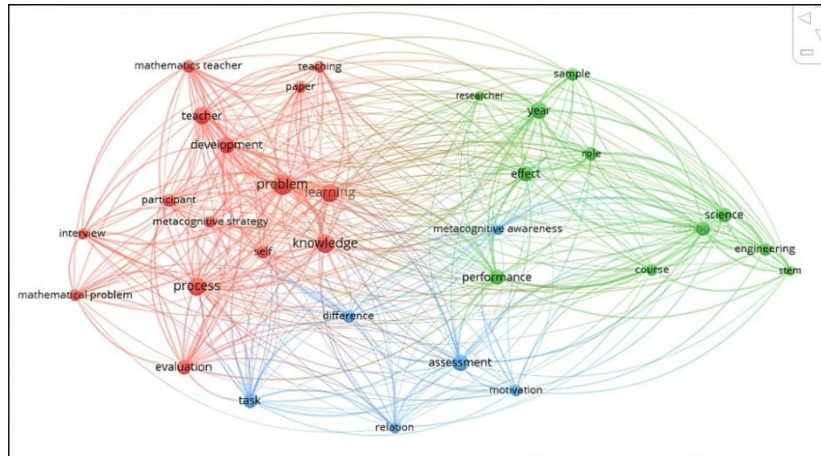 mathematics teacher
teaching
sample
paper
researcher
year
teacher
development
role
effect
problem
learning
participant
metacognitive strategy
science
metacognitive awareness
interview
knowledge
engineering
self
course
stem
performance
process
mathematical problem
difference
assessment
evaluation
motivation
task
relation